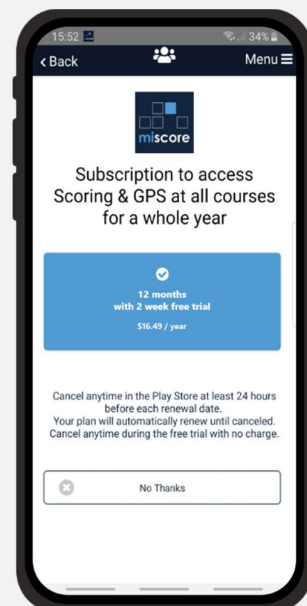 15:52 34%
Back Menu
miscore
Subscription to access
Scoring & GPS at all courses
for a whole year
12 months
with 2 week free trial
$16.49 / year
Cancel anytime in the Play Store at least 24 hours
before each renewal date.
Your plan will automatically renew until canceled.
Cancel anytime during the free trial with no charge.
No Thanks